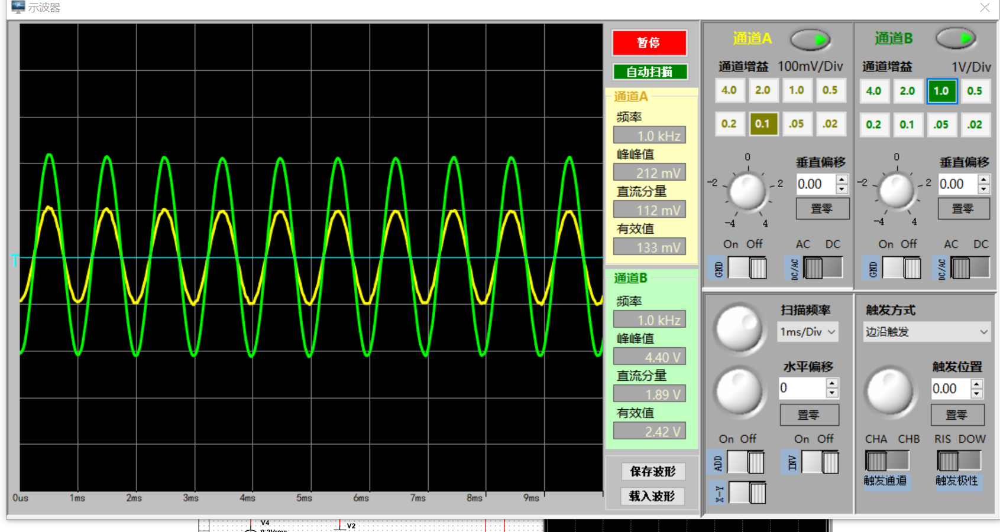 示波器
T
0us 1ms 2ms 3ms 4ms 5ms 6ms 7ms 8ms 9ms
暂停
自动扫描
通道A
频率
1.0 kHz
峰峰值
212 mV
直流分量
112 mV
有效值
133 mV
通道B
频率
1.0 kHz
峰峰值
4.40 V
直流分量
1.89 V
有效值
2.42 V
保存波形
载入波形
通道A
通道增益 100mV/Div
4.0 2.0 1.0 0.5
0.2 0.1 .05 .02
0
-2 2
-4 4
垂直偏移
0.00
置零
On Off
GND
AC DC
DC/AC
通道B
通道增益 1V/Div
4.0 2.0 1.0 0.5
0.2 0.1 .05 .02
0
-2 2
-4 4
垂直偏移
0.00
置零
On Off
GND
AC DC
DC/AC
扫描频率
1ms/Div
水平偏移
0
置零
On Off
ADD
On Off
INV
X-Y
触发方式
边沿触发
触发位置
0.00
置零
CHA CHB
触发通道
RIS DOW
触发极性
V4
0.2Vrms
V2